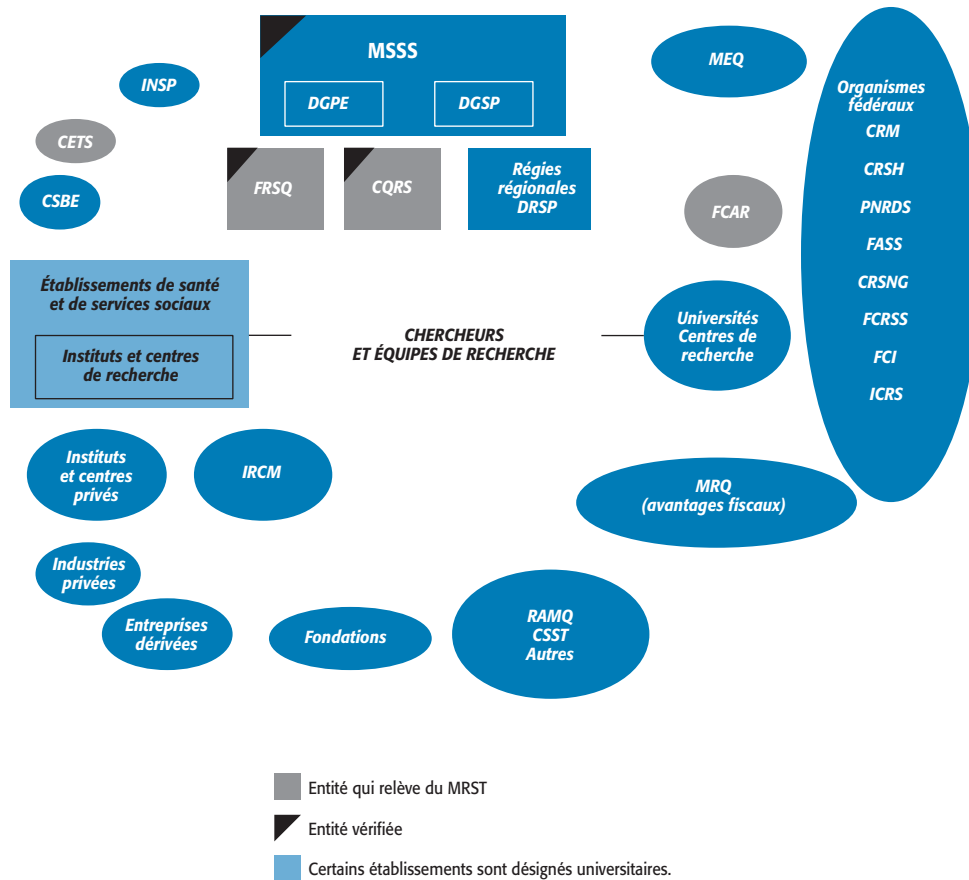 MSSS
DGPE
DGSP
MEQ
INSP
CETS
CSBE
FRSQ
CQRS
Régies
régionales
DRSP
FCAR
Organismes
fédéraux
CRM
CRSH
PNRDS
FASS
CRSNG
FCRSS
FCI
ICRS
Établissements de santé
et de services sociaux
Instituts et centres
de recherche
CHERCHEURS
ET ÉQUIPES DE RECHERCHE
Universités
Centres de
recherche
Instituts
et centres
privés
IRCM
MRQ
(avantages fiscaux)
Industries
privées
Entreprises
dérivées
Fondations
RAMQ
CSST
Autres
Entité qui relève du MRST
Entité vérifiée
Certains établissements sont désignés universitaires.